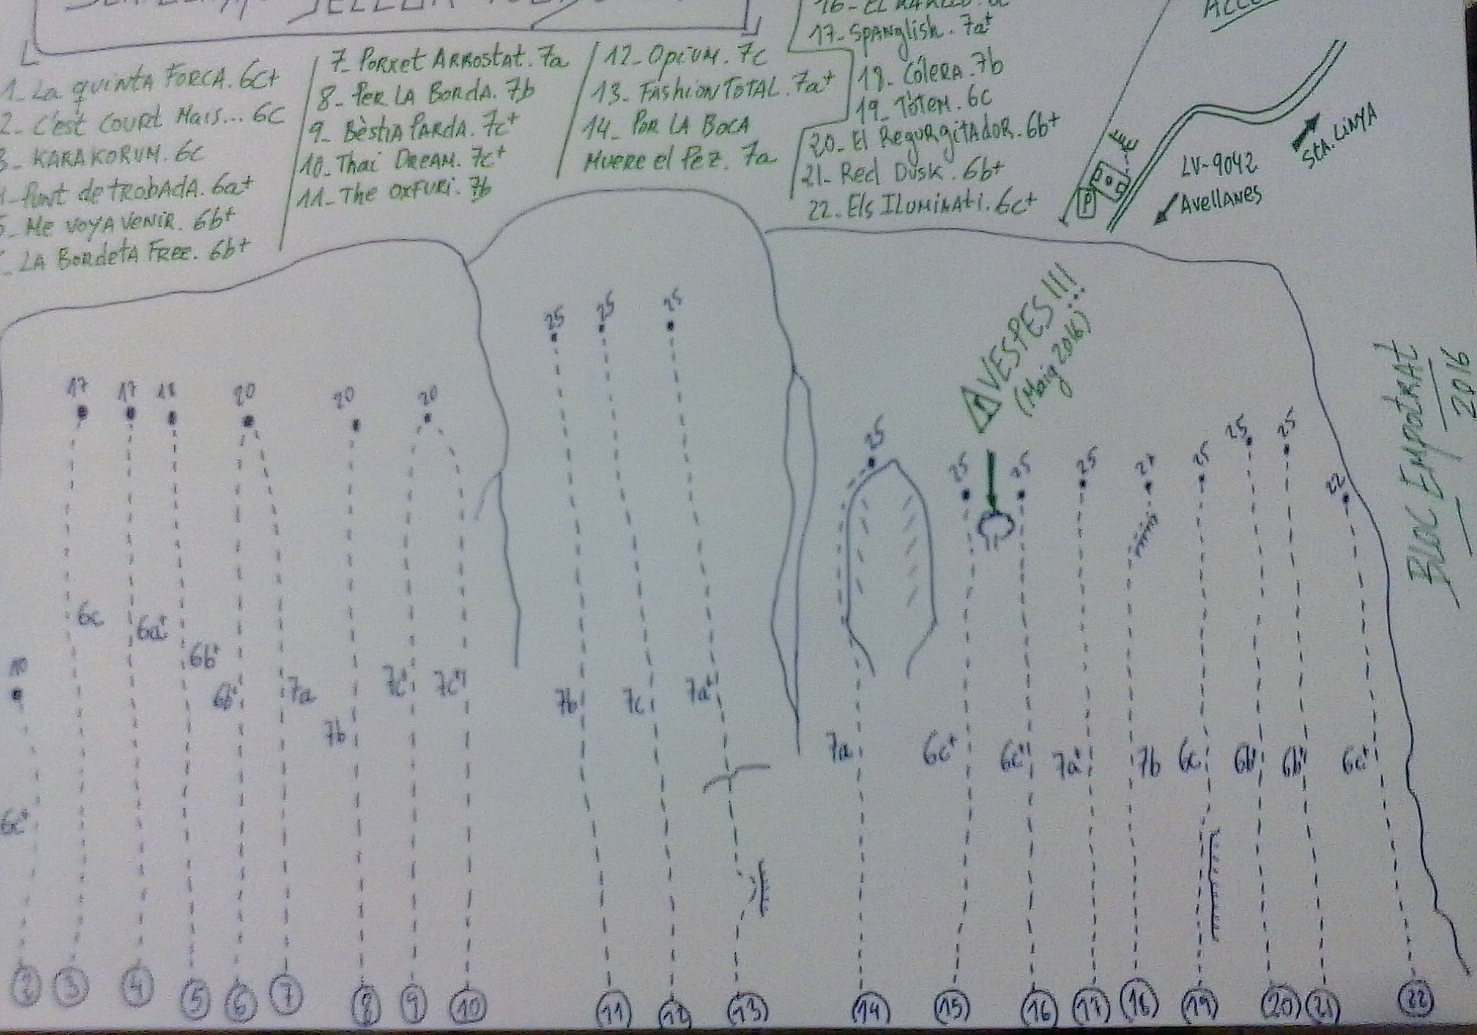 1_ La quinta Forca. 6c+
2_ C'est court Mais... 6c
3_ KARAKORUM. 6c
4_ Punt de trobada. 6a+
5_ Me voy a venir. 6b+
_ La Bordeta Free. 6b+
7_ Porxet Arrostat. 7a
8_ Per la Borda. 7b
9_ Bèstia Parda. 7c+
10_ Thai Dream. 7c+
11_ The Oxfuri. 7b
12_ Opium. 7c
13_ Fashion Total. 7a+
14_ Por la Boca
Muere el Pez. 7a
17_ Spanglish. 7a+
18_ Còlera. 7b
19_ Tòtem. 6c
20_ El Regurgitador. 6b+
21_ Red Dusk. 6b+
22_ Els Iluminati. 6c+
P
LV-9042
Avellanes
Sta. Linya
Bloc Empotrat
2016
VESPES!!!
(Maig 2016)
25 25 25
17 17 18 20 20 20
25 25 25 25 25 25 25 22
10
6c 6a+ 6b+ 6b+ 7a 7b 7c+ 7c+ 7b 7c 7a+ 7a 6c+ 6c+ 7a+ 7b 6c 6b+ 6b+ 6c+
6c+
2 3 4 5 6 7 8 9 10 11 12 13 14 15 16 17 18 19 20 21 22